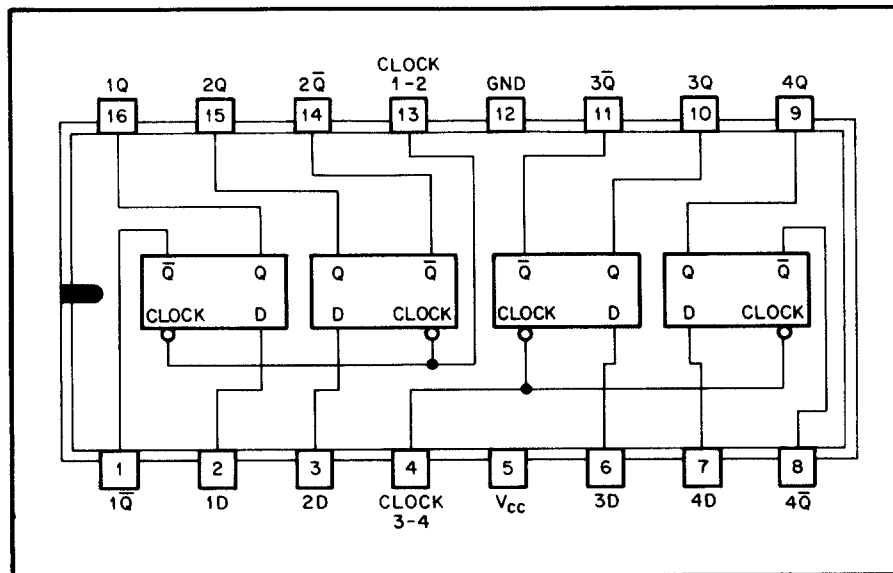 CLOCK
1Q 2Q 2Q̅ 1-2 GND 3Q̅ 3Q 4Q
16 15 14 13 12 11 10 9
Q̅ Q Q Q̅ Q̅ Q Q Q̅
D D D D
CLOCK CLOCK CLOCK CLOCK
1 2 3 4 5 6 7 8
1Q̅ 1D 2D CLOCK VCC 3D 4D 4Q̅
3-4